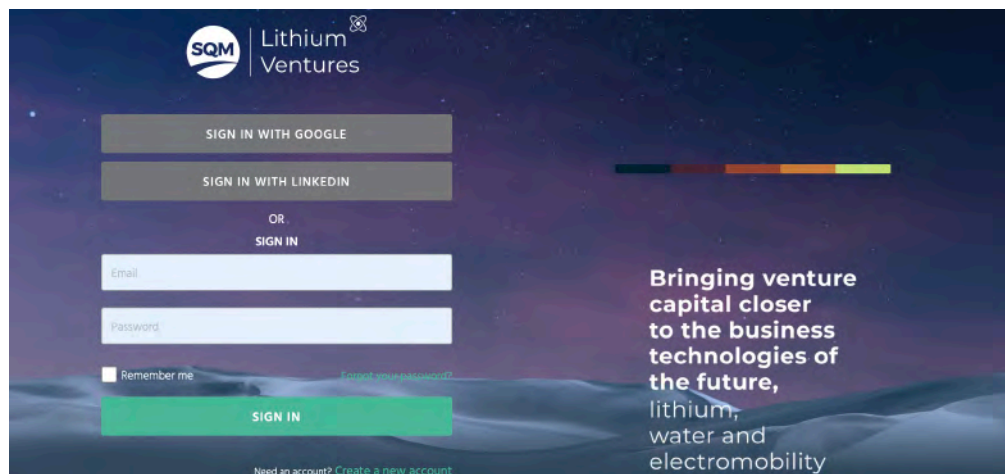 SQM
Lithium
Ventures
SIGN IN WITH GOOGLE
SIGN IN WITH LINKEDIN
OR
SIGN IN
Email
Password
Remember me
Forgot your password?
SIGN IN
Need an account? Create a new account
Bringing venture
capital closer
to the business
technologies of
the future,
lithium,
water and
electromobility